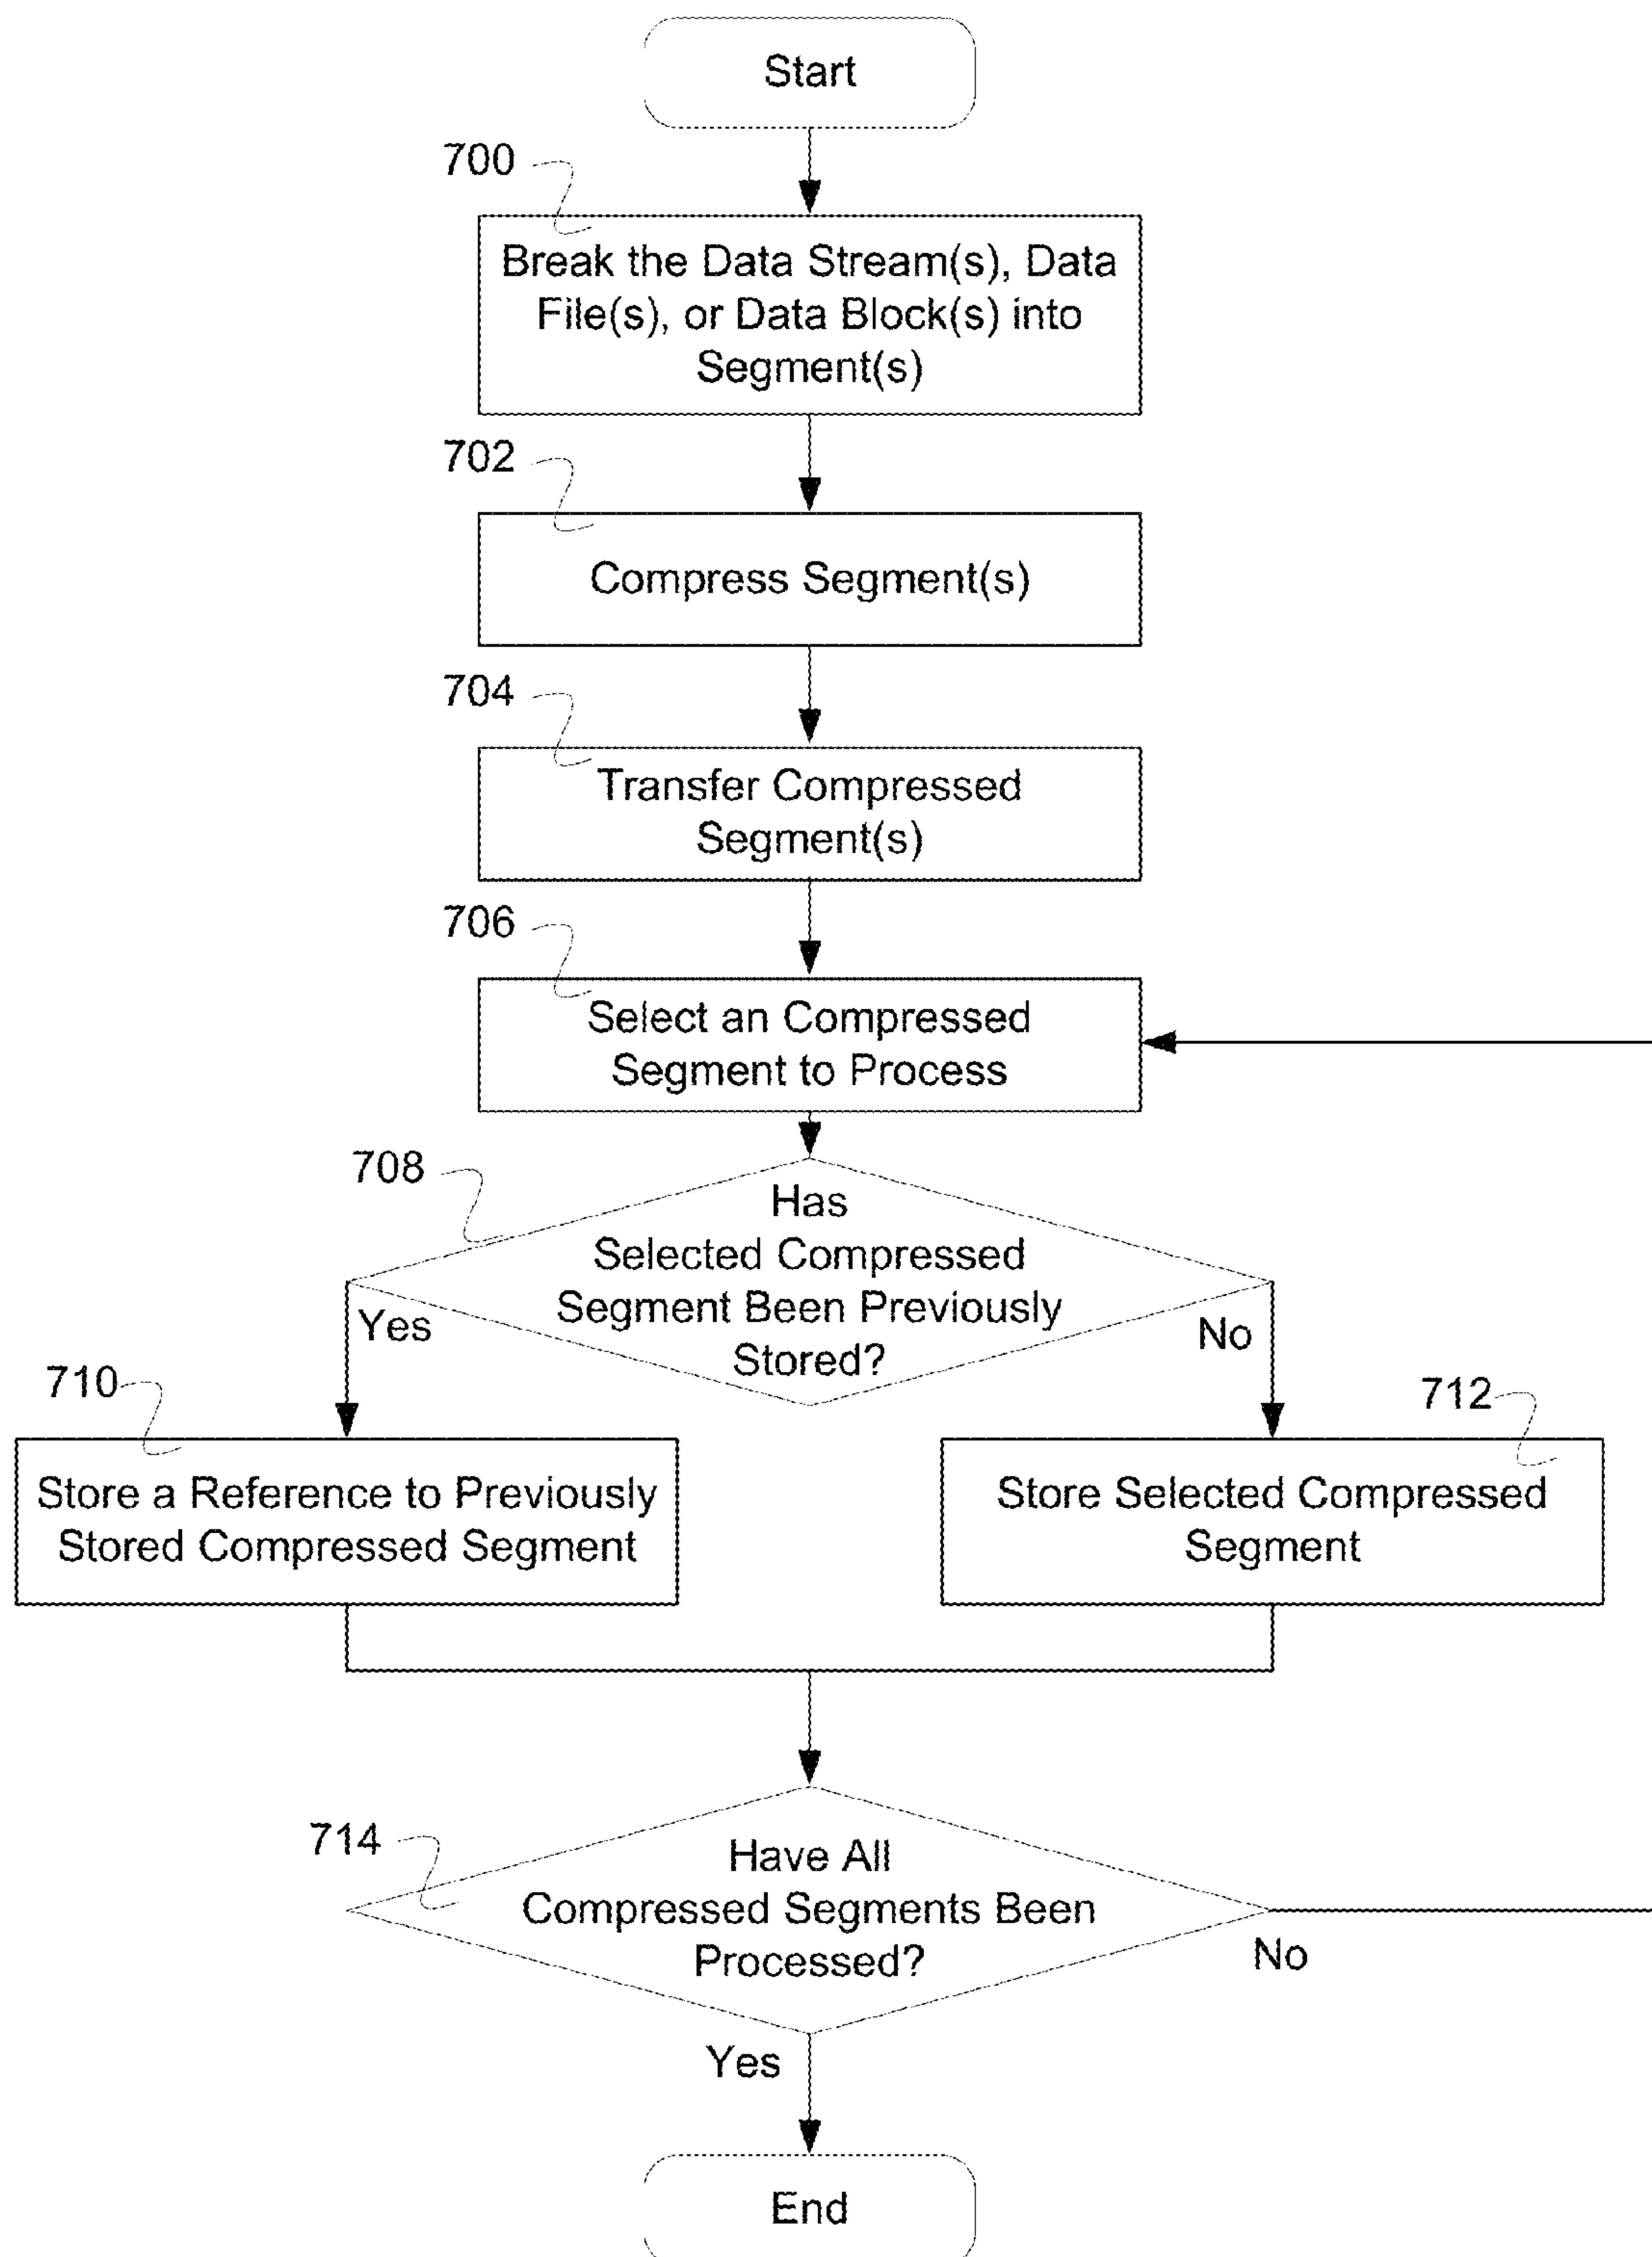 Start
700
Break the Data Stream(s), Data
File(s), or Data Block(s) into
Segment(s)
702
Compress Segment(s)
704
Transfer Compressed
Segment(s)
706
Select an Compressed
Segment to Process
708
Has
Selected Compressed
Segment Been Previously
Stored?
Yes
No
710
Store a Reference to Previously
Stored Compressed Segment
712
Store Selected Compressed
Segment
714
Have All
Compressed Segments Been
Processed?
No
Yes
End